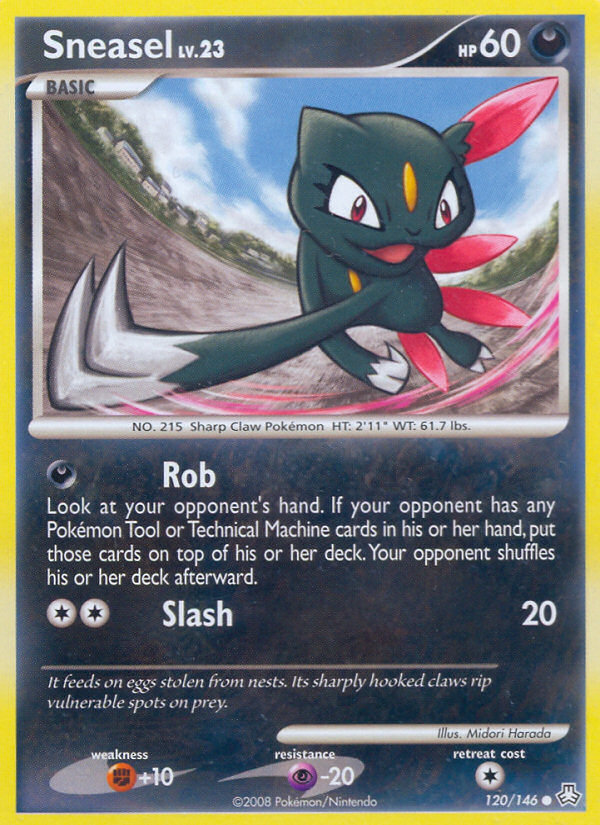 Sneasel LV.23 HP 60
BASIC
NO. 215 Sharp Claw Pokémon HT: 2'11" WT: 61.7 lbs.
Rob
Look at your opponent's hand. If your opponent has any
Pokémon Tool or Technical Machine cards in his or her hand, put
those cards on top of his or her deck. Your opponent shuffles
his or her deck afterward.
Slash 20
It feeds on eggs stolen from nests. Its sharply hooked claws rip
vulnerable spots on prey.
Illus. Midori Harada
weakness resistance retreat cost
+10 -20
©2008 Pokémon/Nintendo 120/146